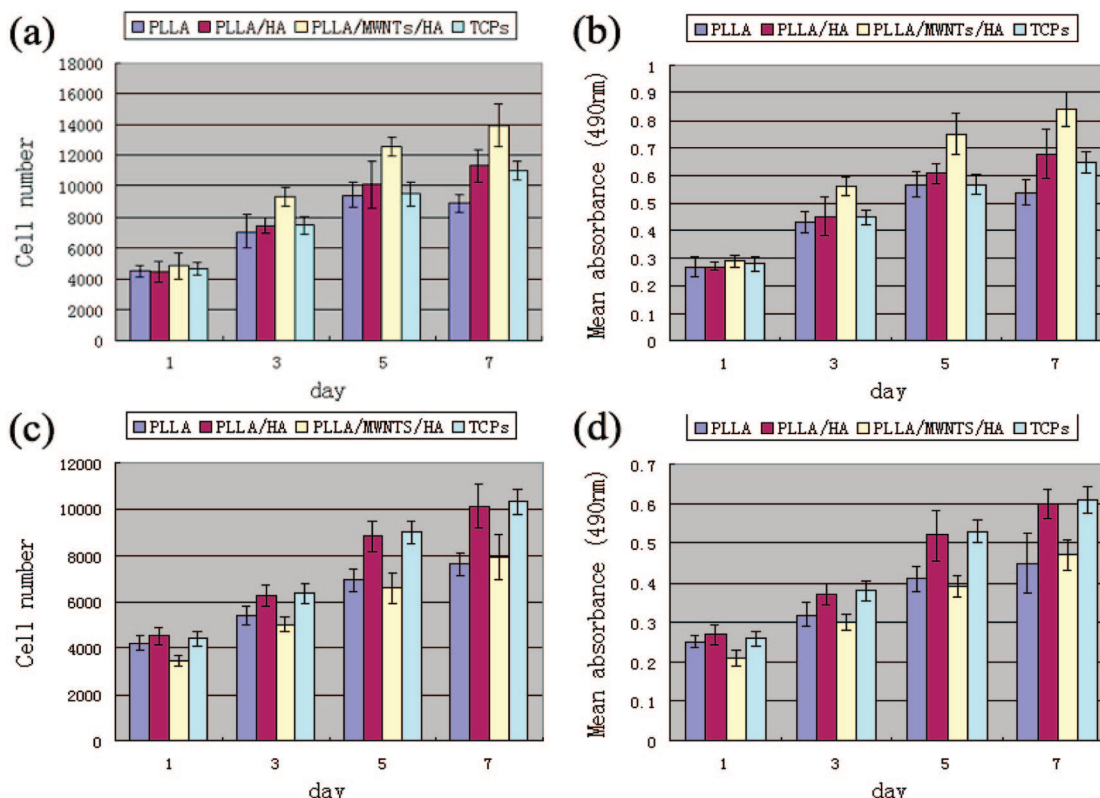 (a)
PLLA PLLA/HA PLLA/MWNTs/HA TCPs
Cell number
18000
16000
14000
12000
10000
8000
6000
4000
2000
0
1 3 5 7
day
(b)
PLLA PLLA/HA PLLA/MWNTs/HA TCPs
Mean absorbance (490nm)
1
0.9
0.8
0.7
0.6
0.5
0.4
0.3
0.2
0.1
0
1 3 5 7
day
(c)
PLLA PLLA/HA PLLA/MWNTS/HA TCPs
Cell number
12000
10000
8000
6000
4000
2000
0
1 3 5 7
day
(d)
PLLA PLLA/HA PLLA/MWNTS/HA TCPs
Mean absorbance (490nm)
0.7
0.6
0.5
0.4
0.3
0.2
0.1
0
1 3 5 7
day